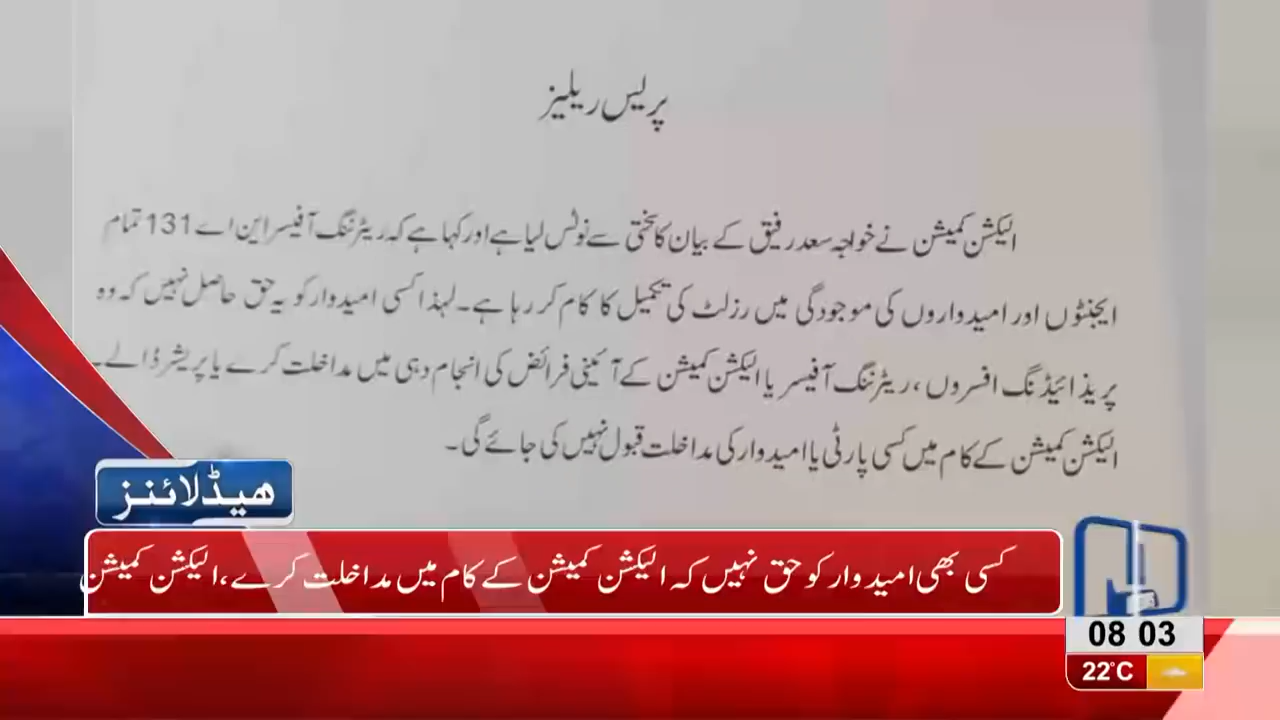 پریس ریلیز
الیکشن کمیشن نے خواجہ سعد رفیق کے بیان کا سختی سے نوٹس لیا ہے اور کہا ہے کہ ریٹرننگ آفیسر این اے 131 تمام
ایجنٹوں اور امیدواروں کی موجودگی میں رزلٹ کی تکمیل کا کام کر رہا ہے۔ لہذا کسی امیدوار کو یہ حق حاصل نہیں کہ وہ
پریذائیڈنگ افسروں ، ریٹرننگ آفیسر یا الیکشن کمیشن کے آئینی فرائض کی انجام دہی میں مداخلت کرے یا پریشر ڈالے۔
الیکشن کمیشن کے کام میں کسی پارٹی یا امیدوار کی مداخلت قبول نہیں کی جائے گی۔
ہیڈلائنز
کسی بھی امیدوار کو حق نہیں کہ الیکشن کمیشن کے کام میں مداخلت کرے، الیکشن کمیشن
08 03
22°C